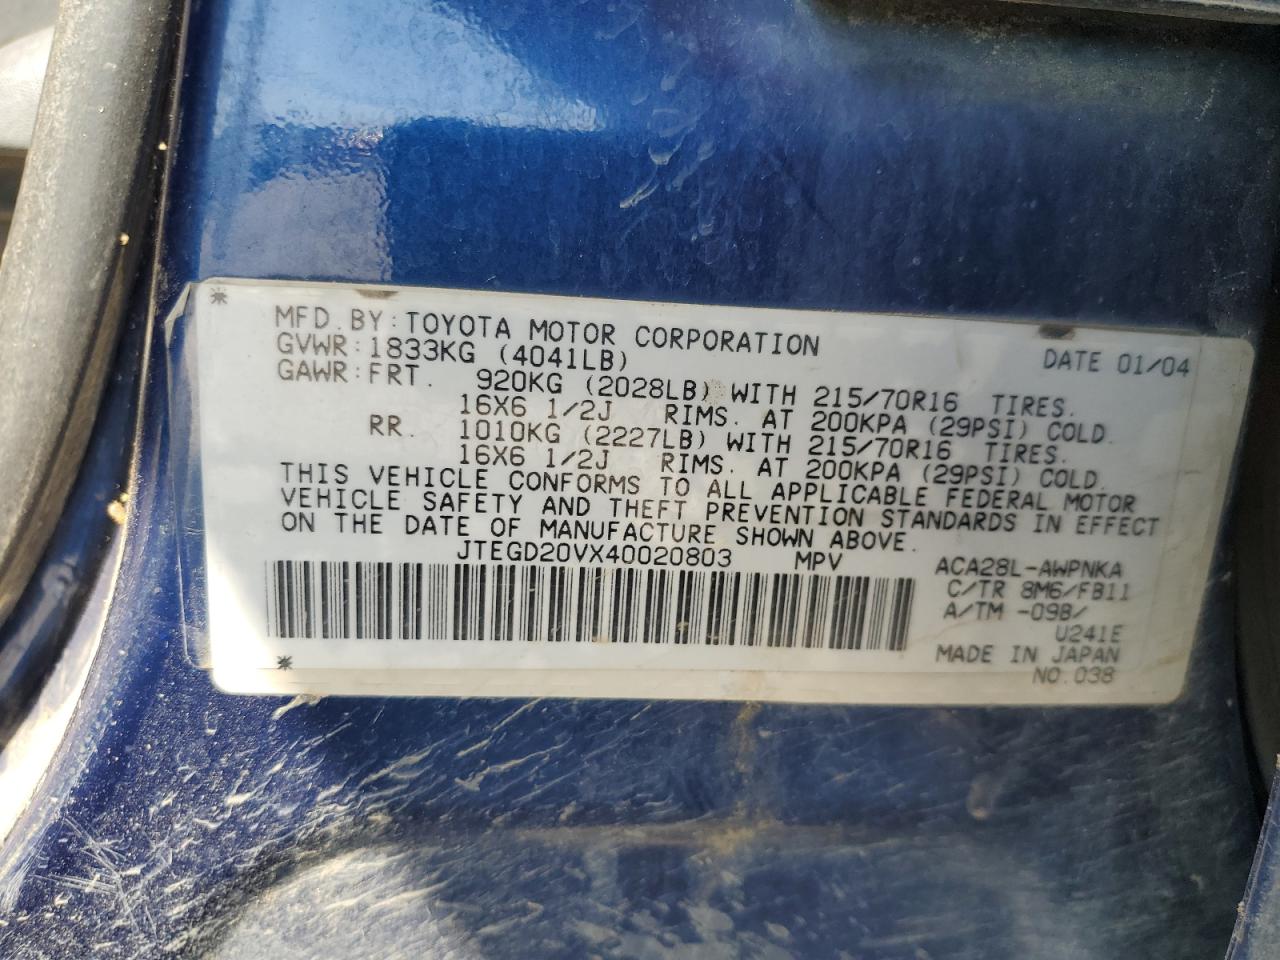 MFD. BY: TOYOTA MOTOR CORPORATION
DATE 01/04
GVWR: 1833KG (4041LB)
GAWR: FRT. 920KG (2028LB) WITH 215/70R16 TIRES.
16X6 1/2J RIMS. AT 200KPA (29PSI) COLD.
RR. 1010KG (2227LB) WITH 215/70R16 TIRES.
16X6 1/2J RIMS. AT 200KPA (29PSI) COLD.
THIS VEHICLE CONFORMS TO ALL APPLICABLE FEDERAL MOTOR
VEHICLE SAFETY AND THEFT PREVENTION STANDARDS IN EFFECT
ON THE DATE OF MANUFACTURE SHOWN ABOVE.
JTEGD20VX40020803 MPV
ACA28L-AWPNKA
C/TR 8M6/FB11
A/TM -09B/
U241E
MADE IN JAPAN
NO.038